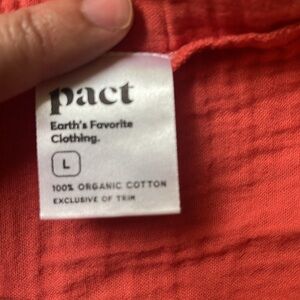 pact
Earth's Favorite
Clothing.
L
100% ORGANIC COTTON
EXCLUSIVE OF TRIM